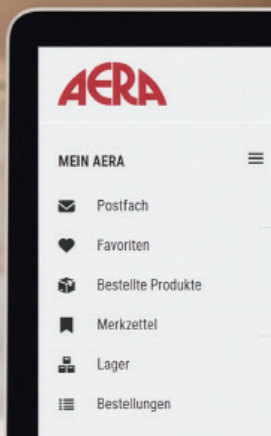 AERA
MEIN AERA
Postfach
Favoriten
Bestellte Produkte
Merkzettel
Lager
Bestellungen